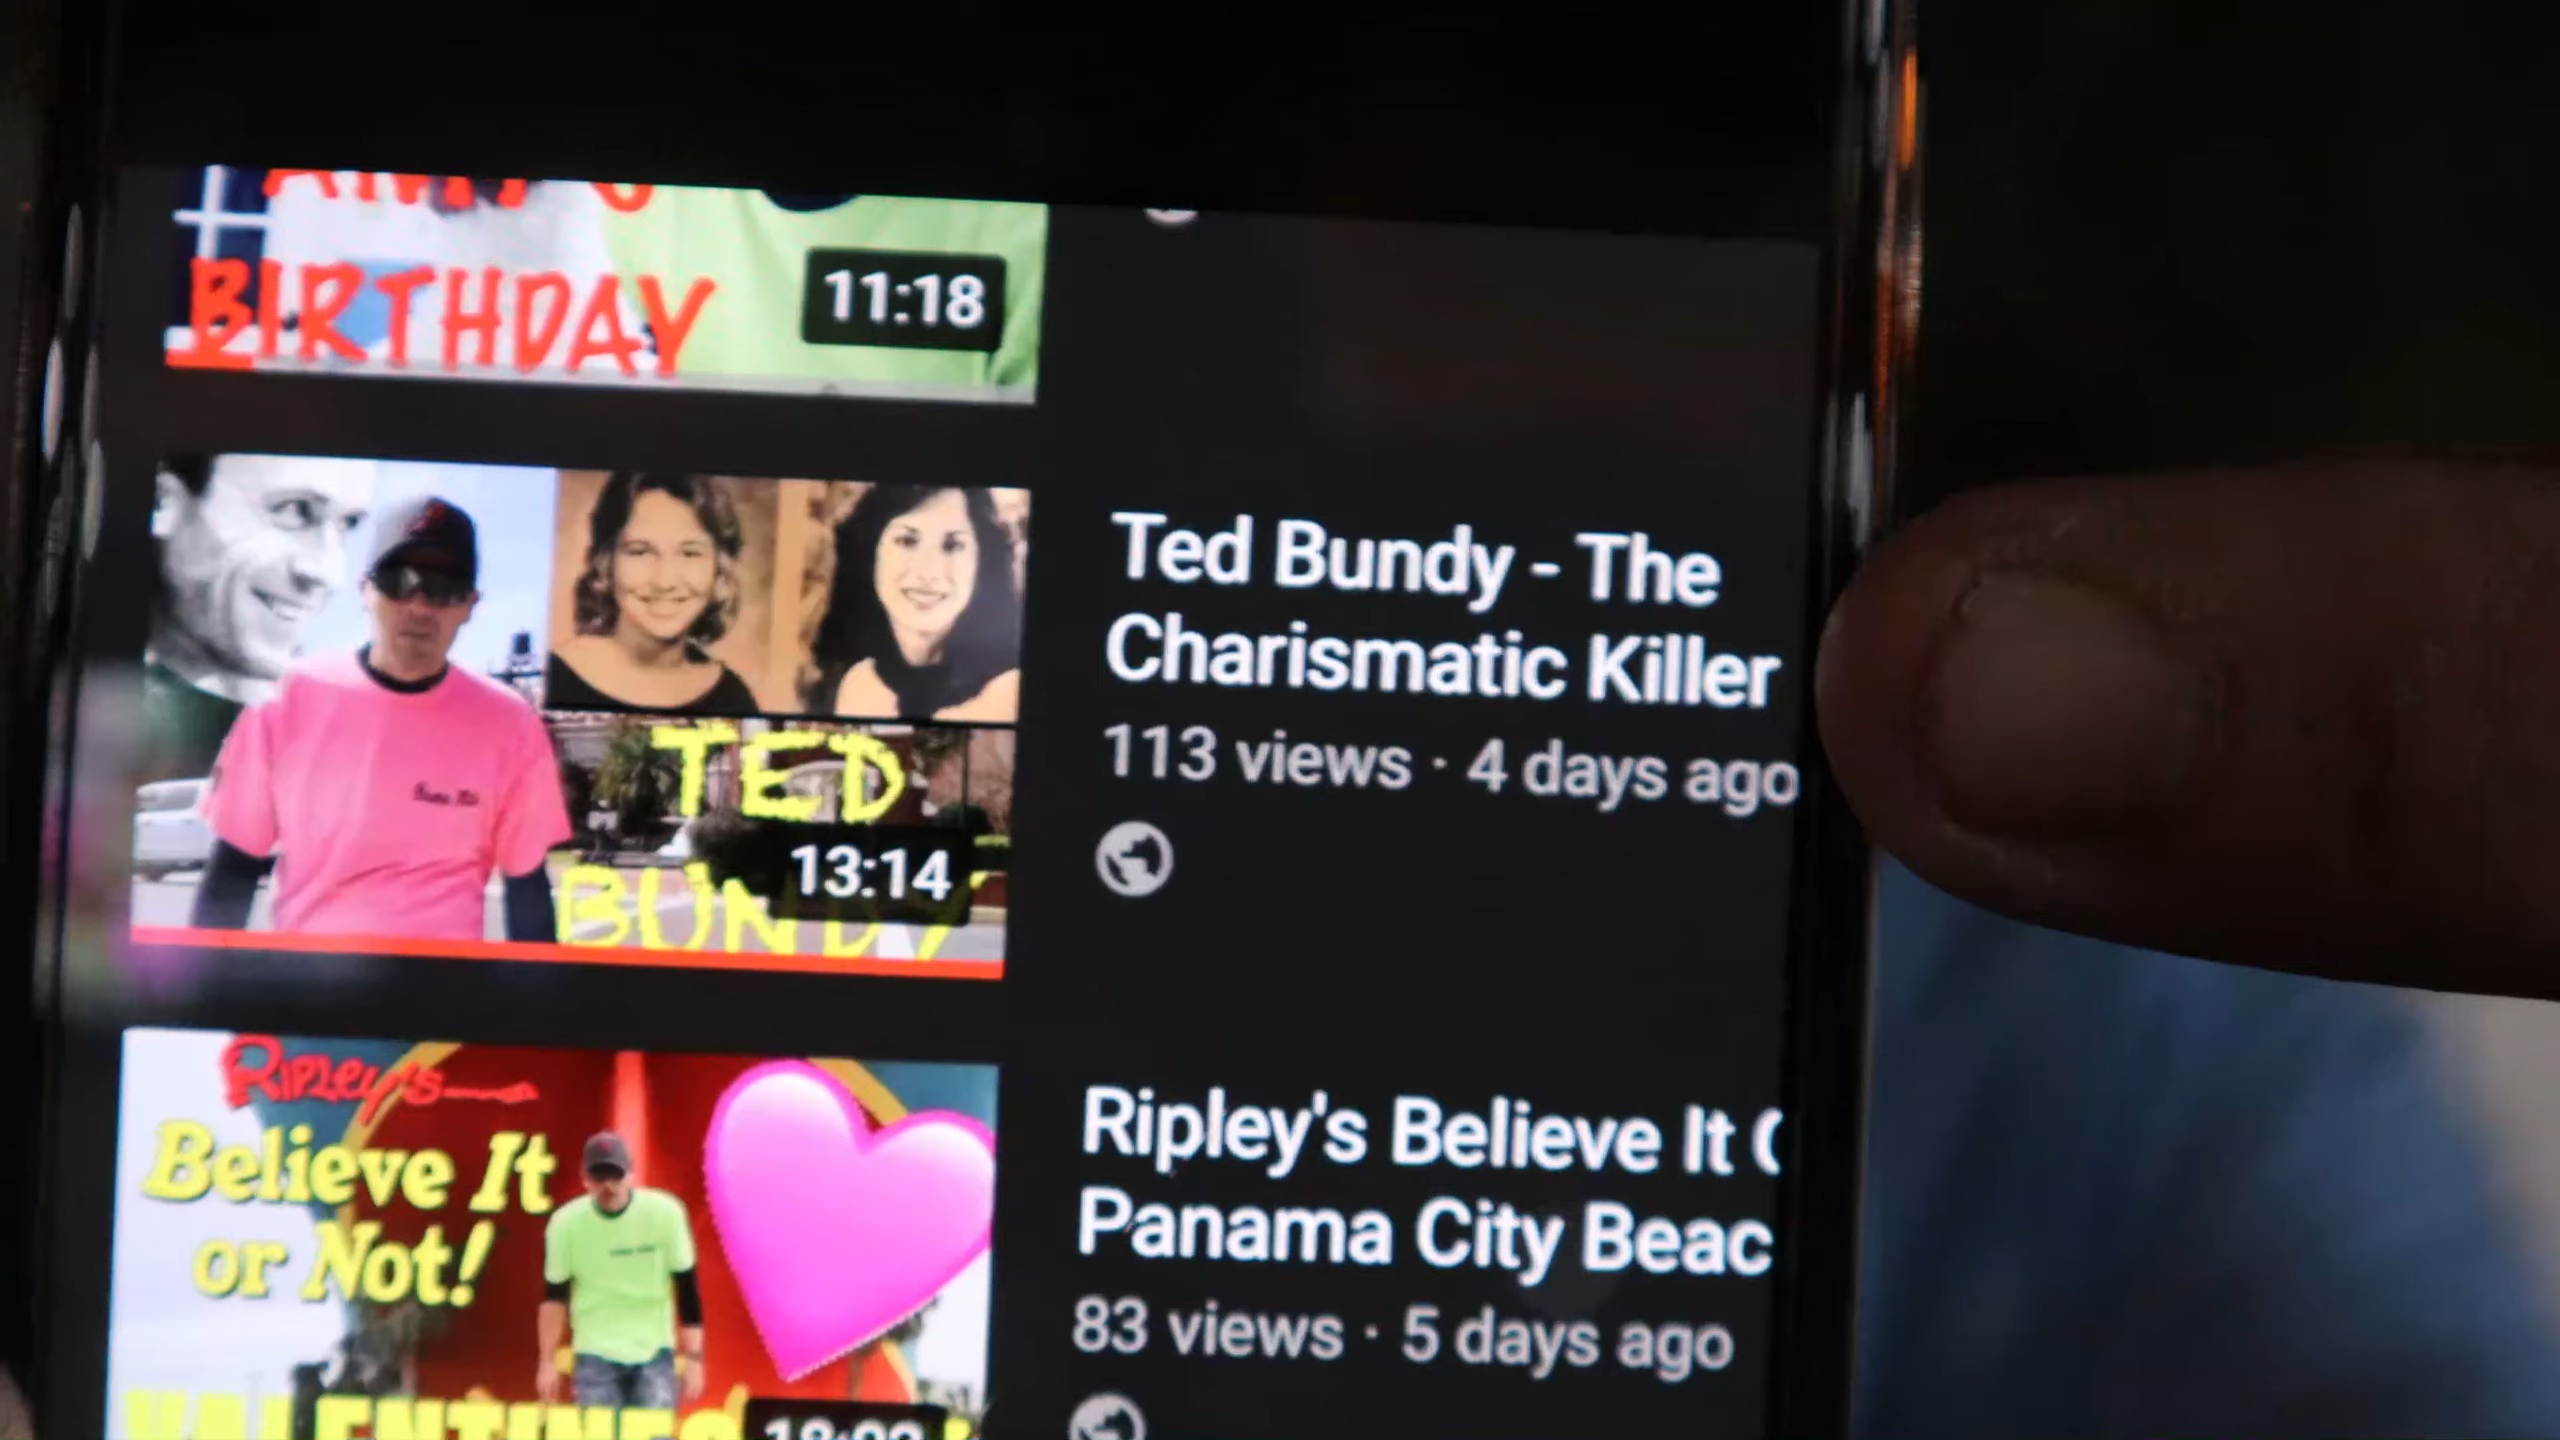 BIRTHDAY
11:18
Ted Bundy - The
Charismatic Killer
113 views · 4 days ago
TED
BUNDY
13:14
Ripley's
Believe It
or Not!
Ripley's Believe It
Panama City Beac
83 views · 5 days ago